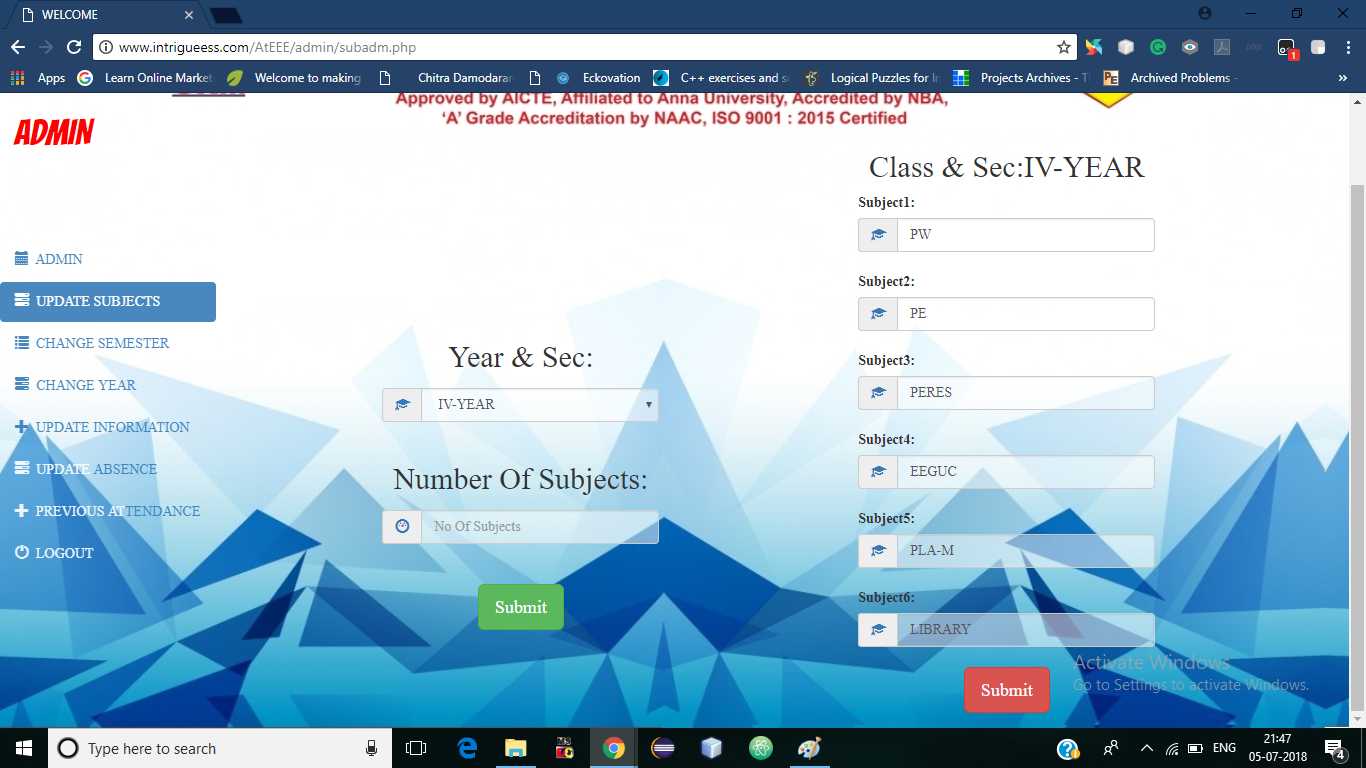 WELCOME
www.intrigueess.com/AtEEE/admin/subadm.php
Apps
Learn Online Market
Welcome to making
Chitra Damodaran
Eckovation
C++ exercises and so
Logical Puzzles for In
Projects Archives - T
Archived Problems -
»
Approved by AICTE, Affiliated to Anna University, Accredited by NBA,
‘A’ Grade Accreditation by NAAC, ISO 9001 : 2015 Certified
ADMIN
ADMIN
UPDATE SUBJECTS
CHANGE SEMESTER
CHANGE YEAR
UPDATE INFORMATION
UPDATE ABSENCE
PREVIOUS ATTENDANCE
LOGOUT
Year & Sec:
IV-YEAR
Number Of Subjects:
No Of Subjects
Submit
Class & Sec:IV-YEAR
Subject1:
PW
Subject2:
PE
Subject3:
PERES
Subject4:
EEGUC
Subject5:
PLA-M
Subject6:
LIBRARY
Submit
Activate Windows
Go to Settings to activate Windows.
Type here to search
ENG
21:47
05-07-2018
4